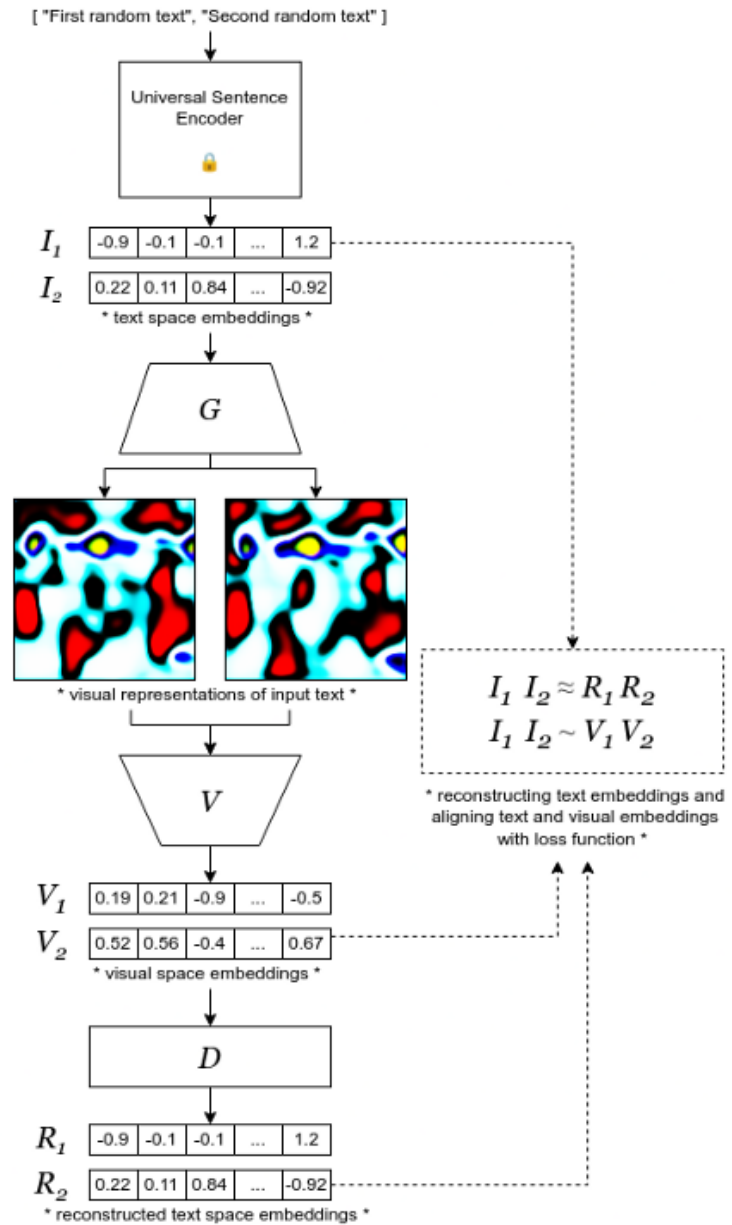 [ "First random text", "Second random text" ]
Universal Sentence
Encoder
🔒
I₁ -0.9 -0.1 -0.1 ... 1.2
I₂ 0.22 0.11 0.84 ... -0.92
* text space embeddings *
G
* visual representations of input text *
I₁ I₂ ≈ R₁ R₂
I₁ I₂ ~ V₁ V₂
* reconstructing text embeddings and
aligning text and visual embeddings
with loss function *
V
V₁ 0.19 0.21 -0.9 ... -0.5
V₂ 0.52 0.56 -0.4 ... 0.67
* visual space embeddings *
D
R₁ -0.9 -0.1 -0.1 ... 1.2
R₂ 0.22 0.11 0.84 ... -0.92
* reconstructed text space embeddings *